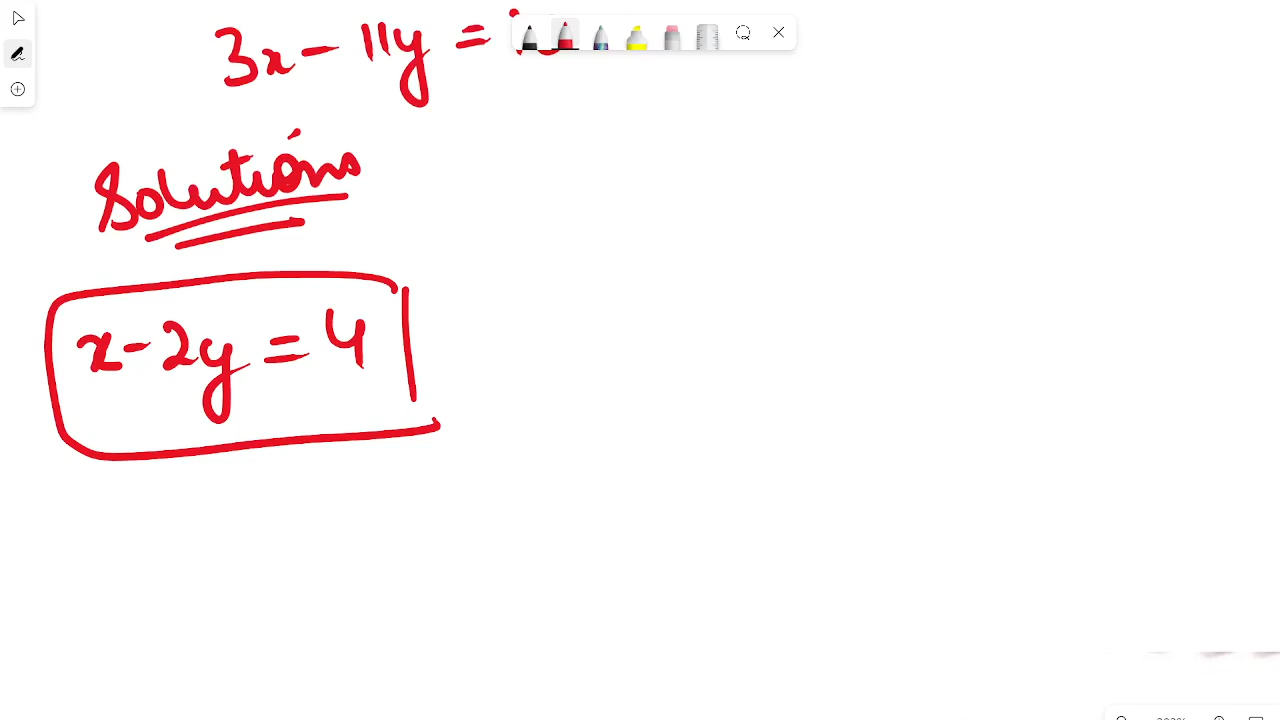 3x - 11y =
Solutions
x - 2y = 4